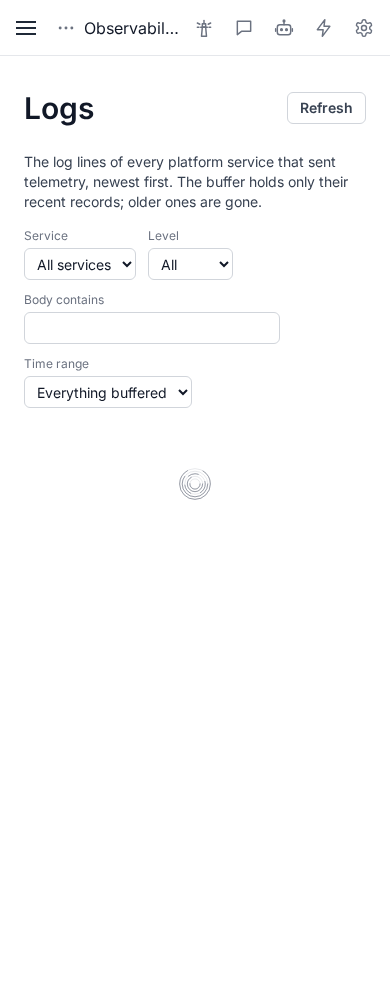 Observabil...
Logs
Refresh
The log lines of every platform service that sent
telemetry, newest first. The buffer holds only their
recent records; older ones are gone.
Service
Level
All services
All
Body contains
Time range
Everything buffered